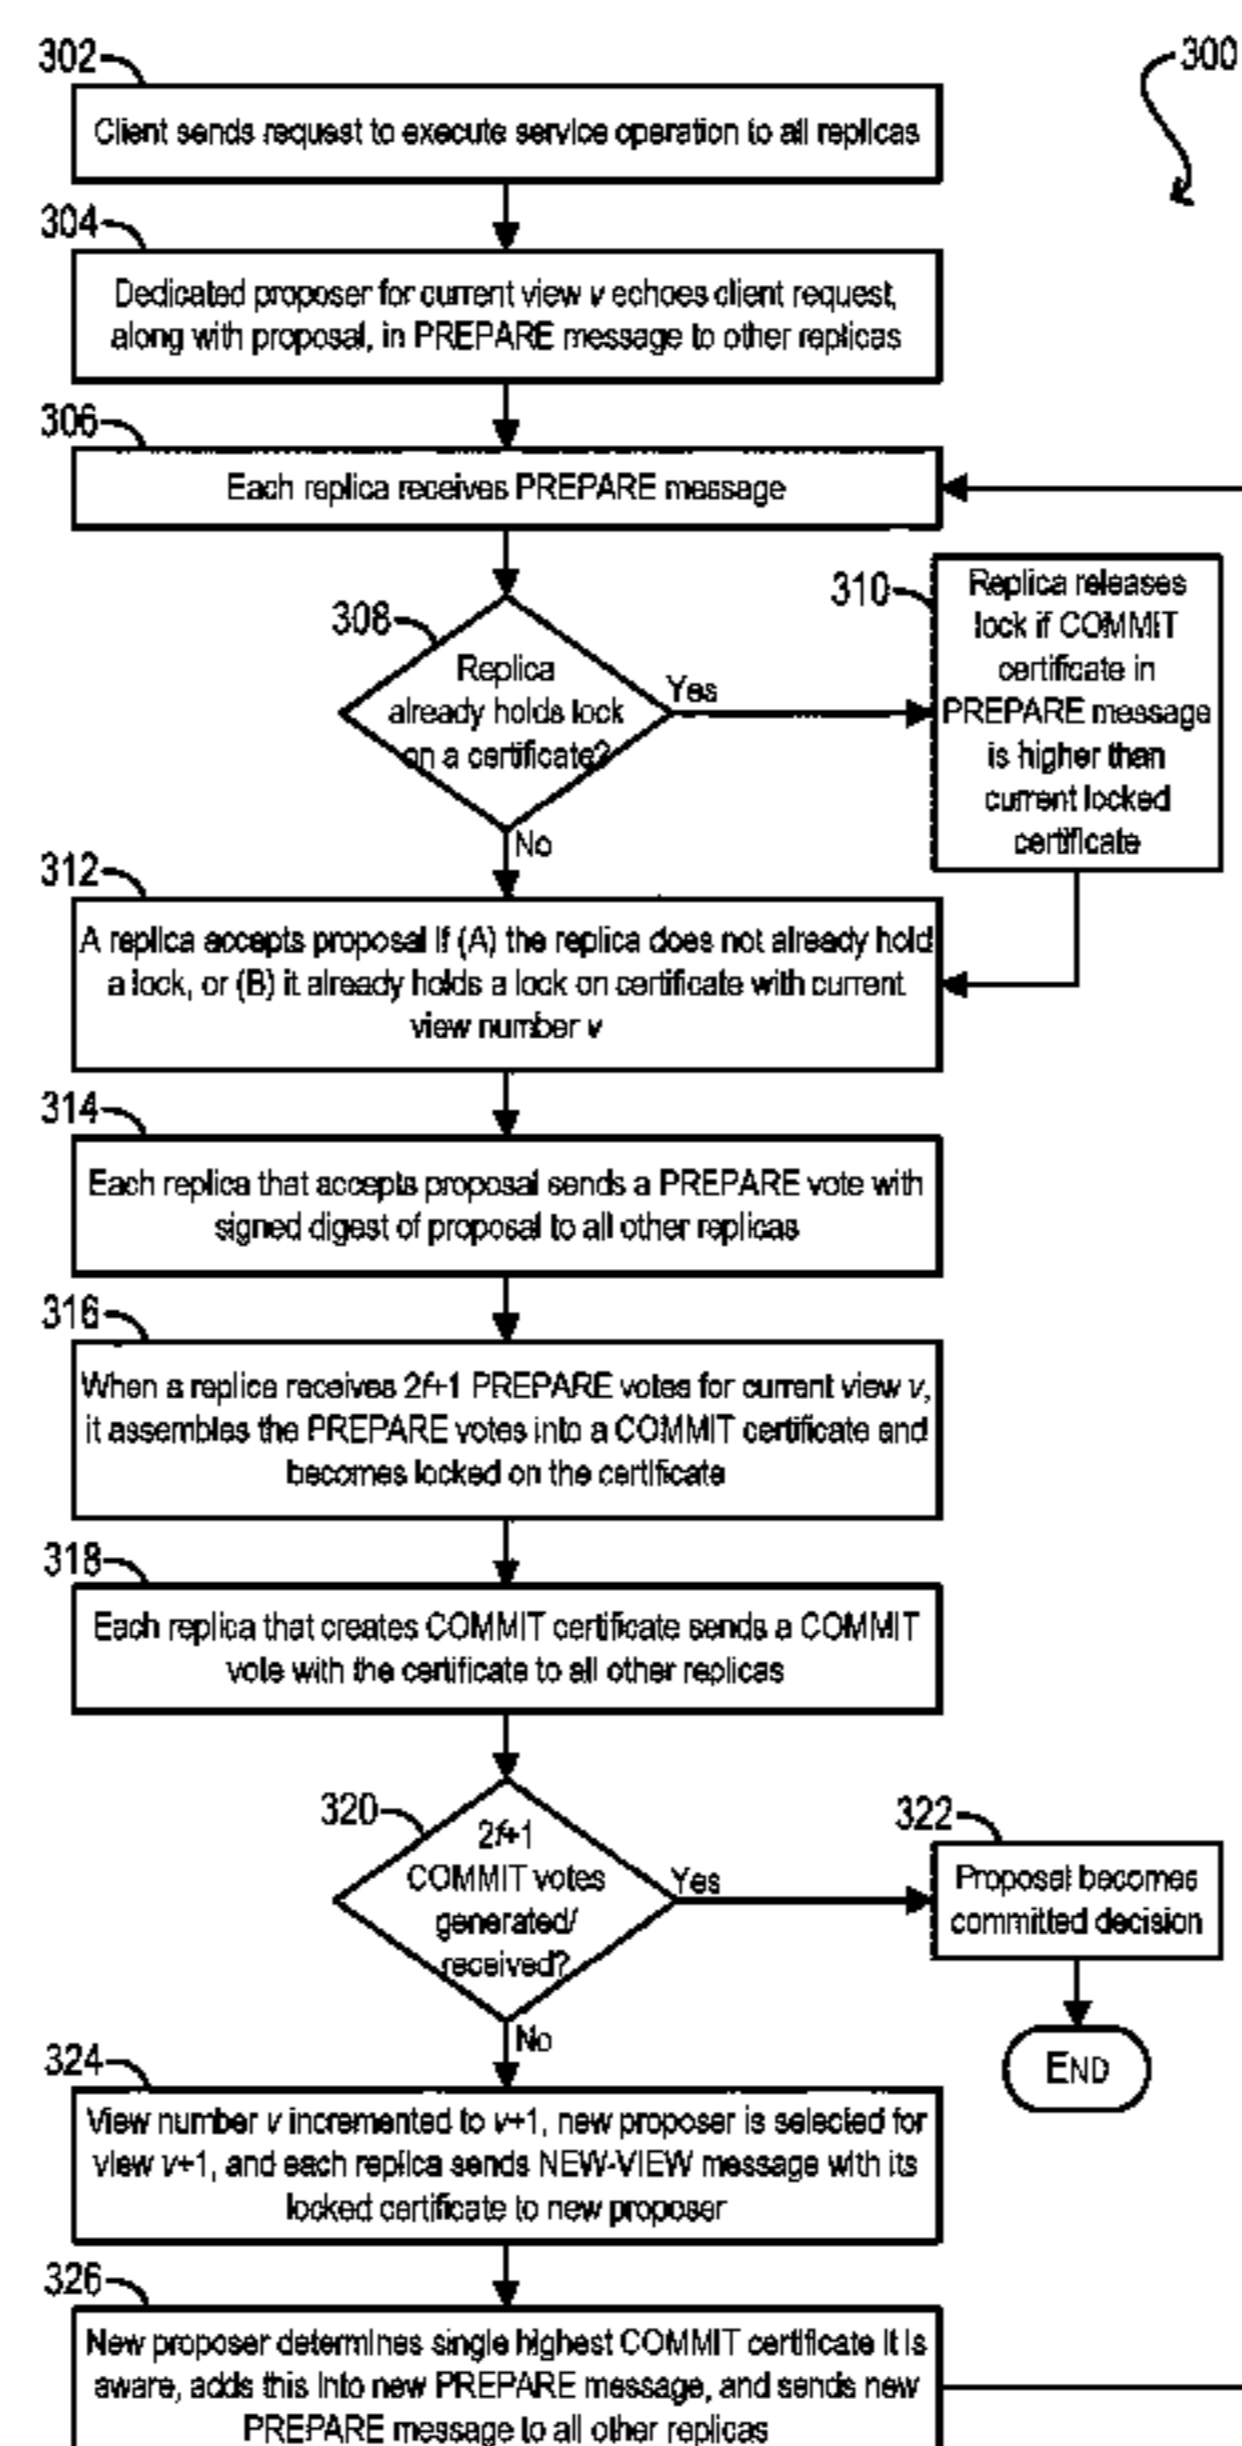 302
300
Client sends request to execute service operation to all replicas
304
Dedicated proposer for current view v echoes client request,
along with proposal, in PREPARE message to other replicas
306
Each replica receives PREPARE message
308
Replica
already holds lock
on a certificate?
Yes
No
310
Replica releases
lock if COMMIT
certificate in
PREPARE message
is higher than
current locked
certificate
312
A replica accepts proposal if (A) the replica does not already hold
a lock, or (B) it already holds a lock on certificate with current
view number v
314
Each replica that accepts proposal sends a PREPARE vote with
signed digest of proposal to all other replicas
316
When a replica receives 2f+1 PREPARE votes for current view v,
it assembles the PREPARE votes into a COMMIT certificate and
becomes locked on the certificate
318
Each replica that creates COMMIT certificate sends a COMMIT
vote with the certificate to all other replicas
320
2f+1
COMMIT votes
generated/
received?
Yes
No
322
Proposal becomes
committed decision
END
324
View number v incremented to v+1, new proposer is selected for
view v+1, and each replica sends NEW-VIEW message with its
locked certificate to new proposer
326
New proposer determines single highest COMMIT certificate it is
aware, adds this into new PREPARE message, and sends new
PREPARE message to all other replicas